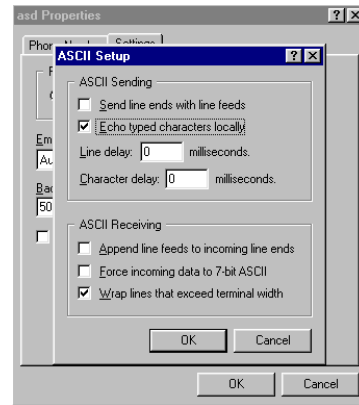 asd Properties
Settings
ASCII Setup
ASCII Sending
Send line ends with line feeds
Echo typed characters locally
Line delay: 0 milliseconds.
Character delay: 0 milliseconds.
ASCII Receiving
Append line feeds to incoming line ends
Force incoming data to 7-bit ASCII
Wrap lines that exceed terminal width
OK Cancel
OK Cancel